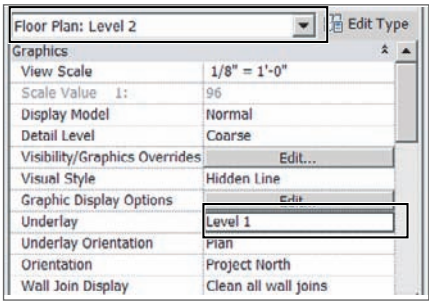 Floor Plan: Level 2 Edit Type
Graphics
View Scale 1/8" = 1'-0"
Scale Value 1: 96
Display Model Normal
Detail Level Coarse
Visibility/Graphics Overrides Edit...
Visual Style Hidden Line
Graphic Display Options Edit...
Underlay Level 1
Underlay Orientation Plan
Orientation Project North
Wall Join Display Clean all wall joins